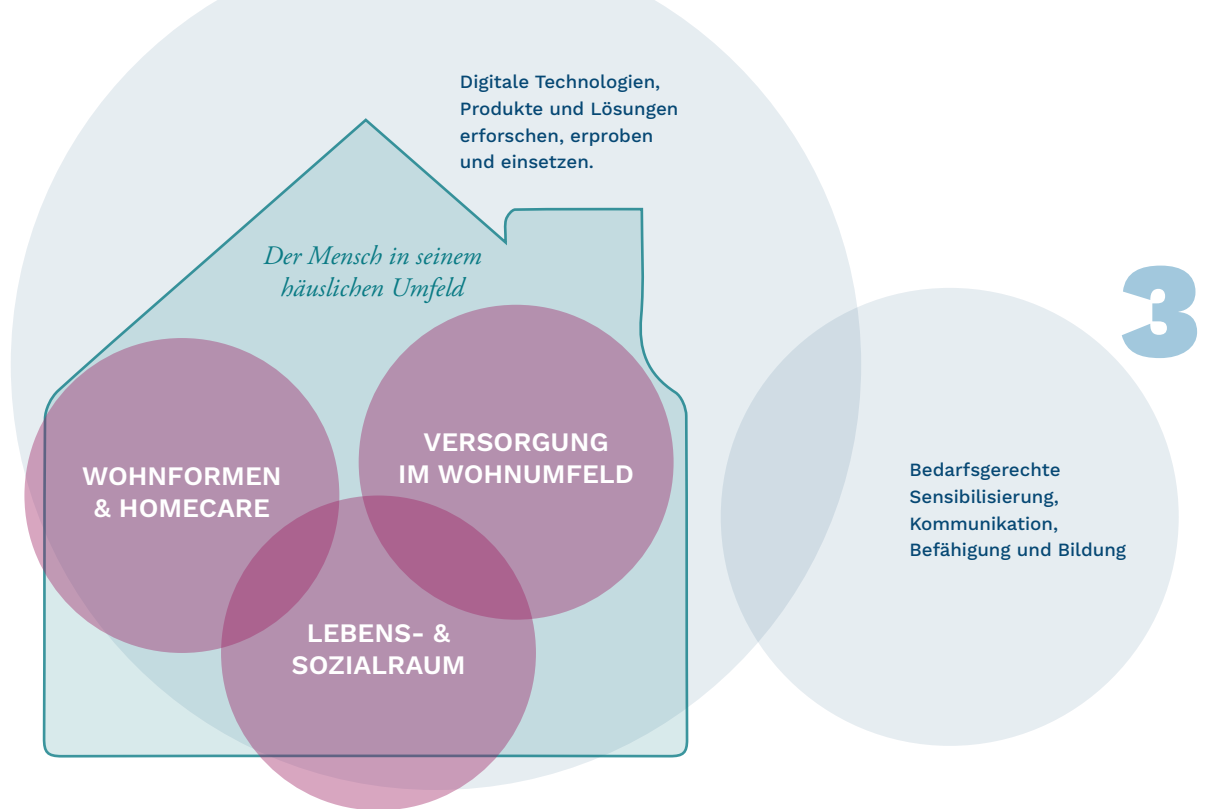 Digitale Technologien,
Produkte und Lösungen
erforschen, erproben
und einsetzen.
Der Mensch in seinem
häuslichen Umfeld
3
VERSORGUNG
IM WOHNUMFELD
WOHNFORMEN
& HOMECARE
LEBENS- &
SOZIALRAUM
Bedarfsgerechte
Sensibilisierung,
Kommunikation,
Befähigung und Bildung